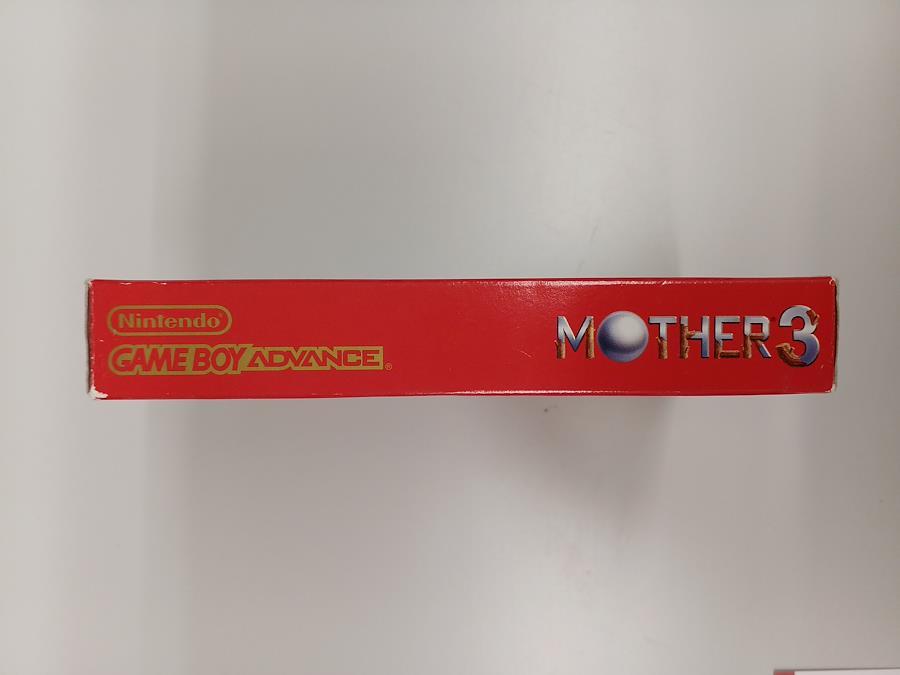 Nintendo®
GAME BOY ADVANCE®
MOTHER 3